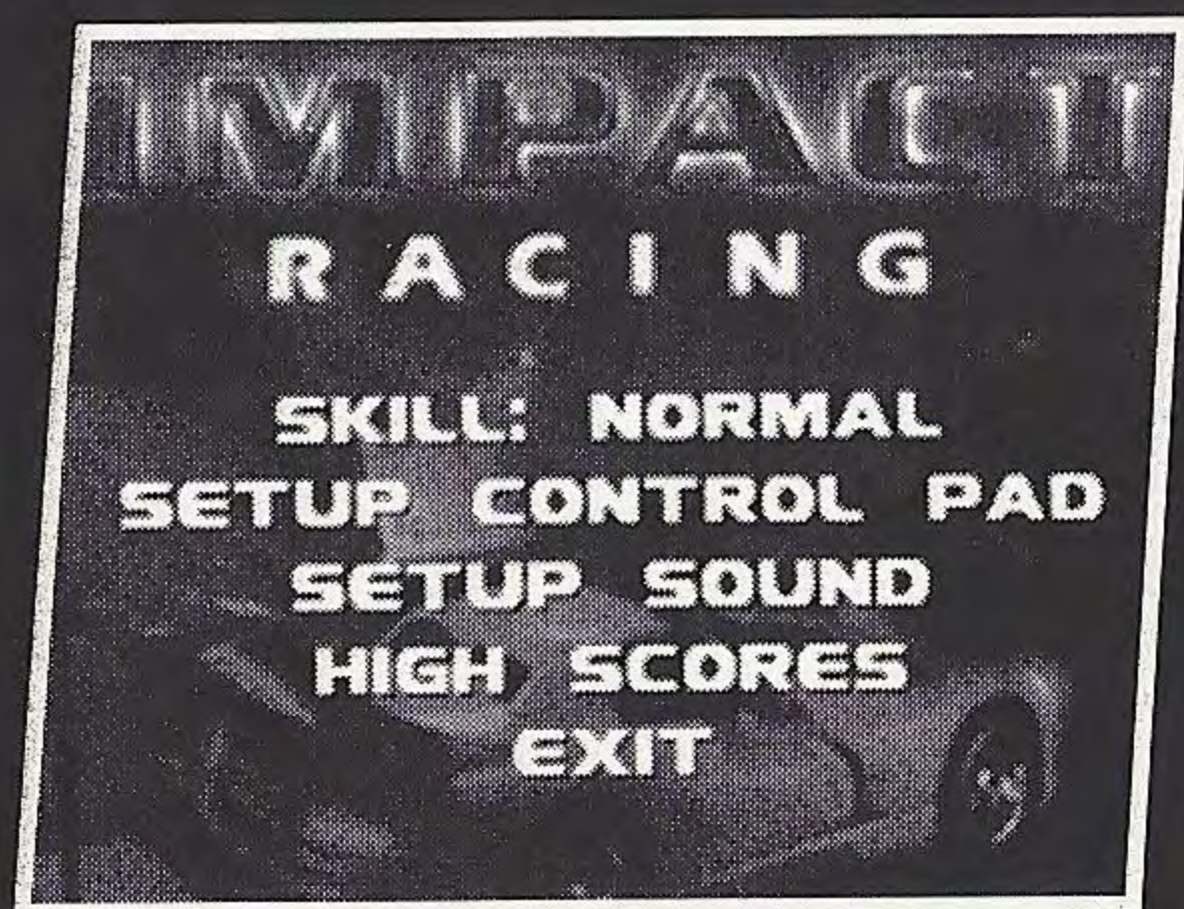 IMPACT
RACING
SKILL: NORMAL
SETUP CONTROL PAD
SETUP SOUND
HIGH SCORES
EXIT